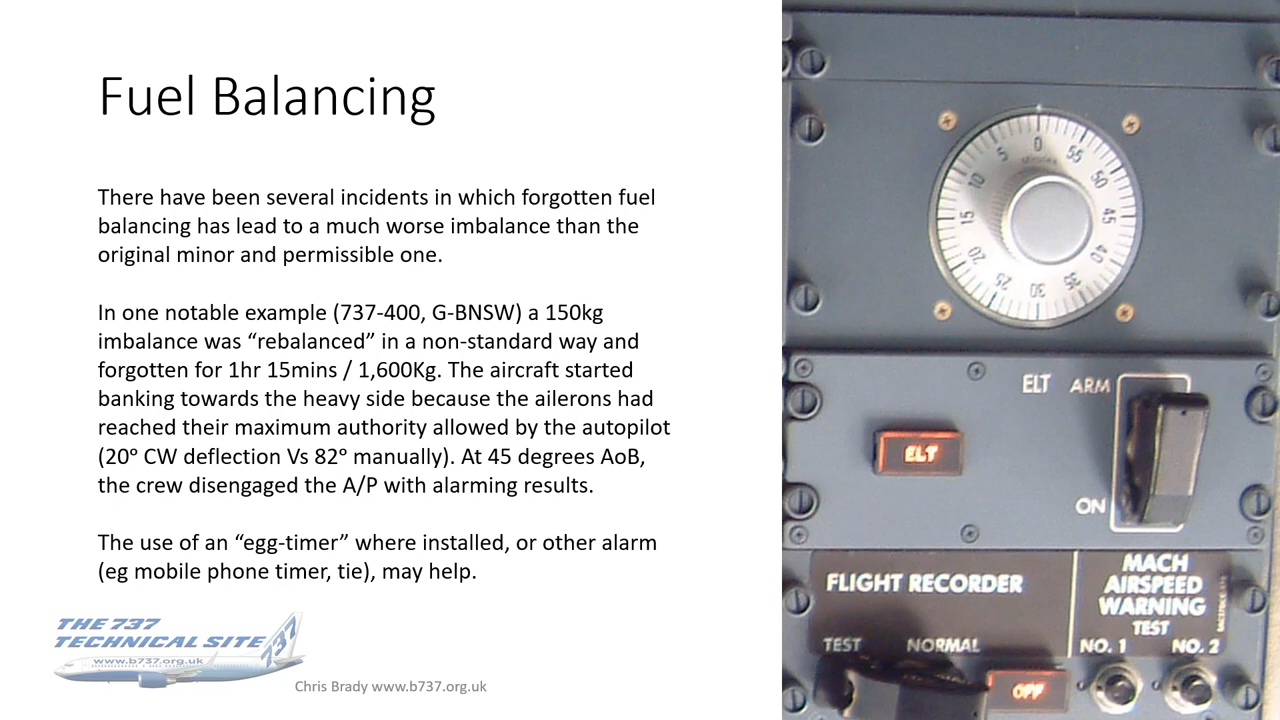 Fuel Balancing
There have been several incidents in which forgotten fuel
balancing has lead to a much worse imbalance than the
original minor and permissible one.
In one notable example (737-400, G-BNSW) a 150kg
imbalance was “rebalanced” in a non-standard way and
forgotten for 1hr 15mins / 1,600Kg. The aircraft started
banking towards the heavy side because the ailerons had
reached their maximum authority allowed by the autopilot
(20° CW deflection Vs 82° manually). At 45 degrees AoB,
the crew disengaged the A/P with alarming results.
The use of an “egg-timer” where installed, or other alarm
(eg mobile phone timer, tie), may help.
THE 737
TECHNICAL SITE
737
www.b737.org.uk
Chris Brady www.b737.org.uk
0
55
50
45
40
35
30
25
20
15
10
5
Minutes
ELT ARM
ELT
ON
FLIGHT RECORDER
TEST NORMAL
OFF
MACH
AIRSPEED
WARNING
TEST
NO. 1 NO. 2